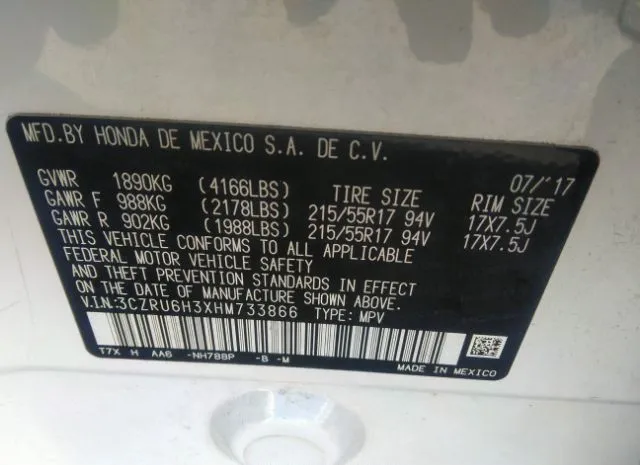 MFD.BY HONDA DE MEXICO S.A. DE C.V.
07/'17
GVWR 1890KG (4166LBS) TIRE SIZE RIM SIZE
GAWR F 988KG (2178LBS) 215/55R17 94V 17X7.5J
GAWR R 902KG (1988LBS) 215/55R17 94V 17X7.5J
THIS VEHICLE CONFORMS TO ALL APPLICABLE
FEDERAL MOTOR VEHICLE SAFETY
AND THEFT PREVENTION STANDARDS IN EFFECT
ON THE DATE OF MANUFACTURE SHOWN ABOVE.
V.I.N:3CZRU6H3XHM733866 TYPE: MPV
T7X H AA6 -NH788P -B -M
MADE IN MEXICO